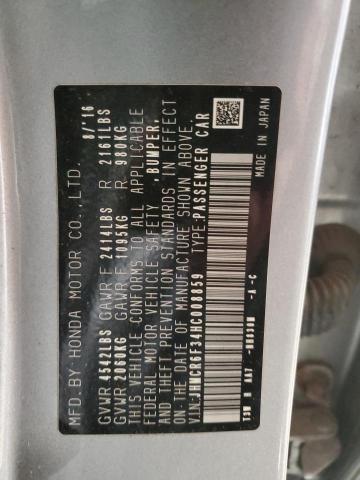 MFD.BY HONDA MOTOR CO., LTD. 8/'16
GVWR 4542LBS GAWR F 2414LBS R 2161LBS
GVWR 2060KG GAWR F 1095KG R 980KG
THIS VEHICLE CONFORMS TO ALL APPLICABLE
FEDERAL MOTOR VEHICLE SAFETY ,BUMPER,
AND THEFT PREVENTION STANDARDS IN EFFECT
ON THE DATE OF MANUFACTURE SHOWN ABOVE.
V.I.N: TYPE:PASSENGER CAR
MADE IN JAPAN
-A-C